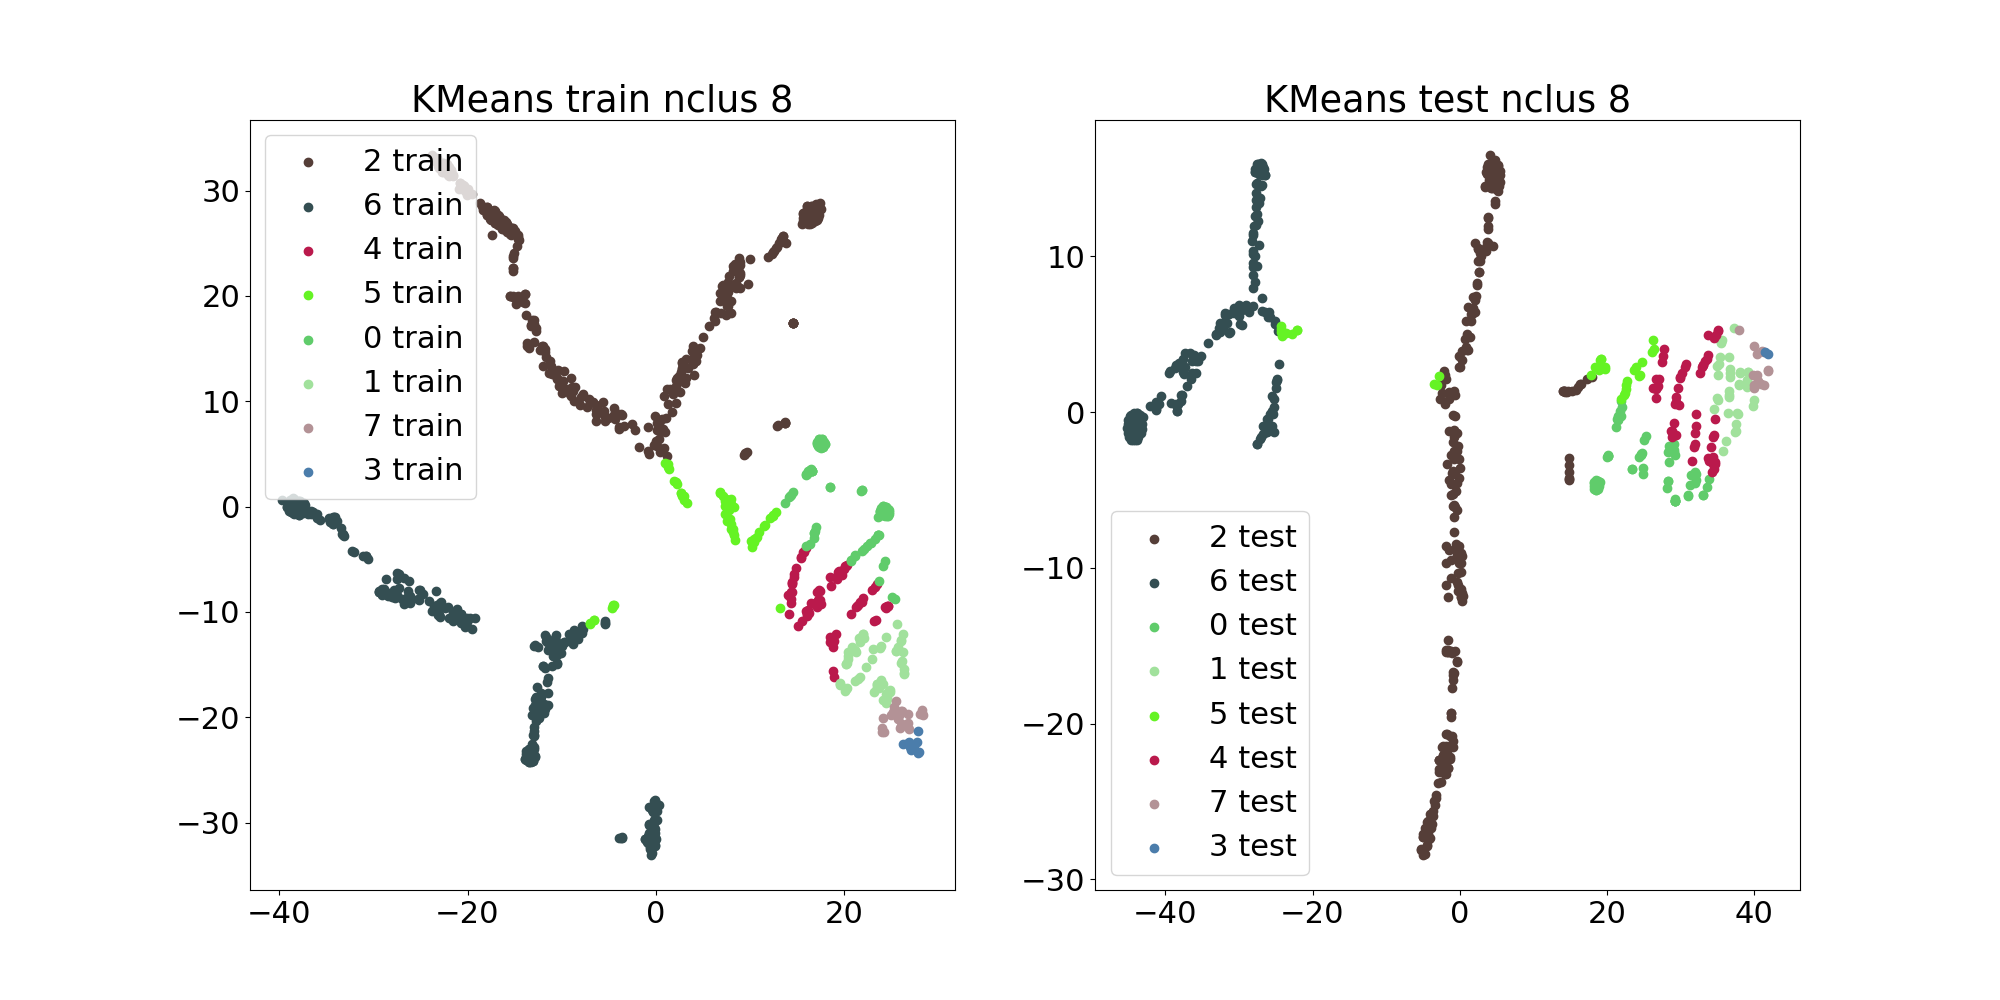 KMeans train nclus 8
2 train
6 train
4 train
5 train
0 train
1 train
7 train
3 train
30
20
10
0
−10
−20
−30
−40
−20
0
20
KMeans test nclus 8
10
0
−10
−20
−30
2 test
6 test
0 test
1 test
5 test
4 test
7 test
3 test
−40
−20
0
20
40